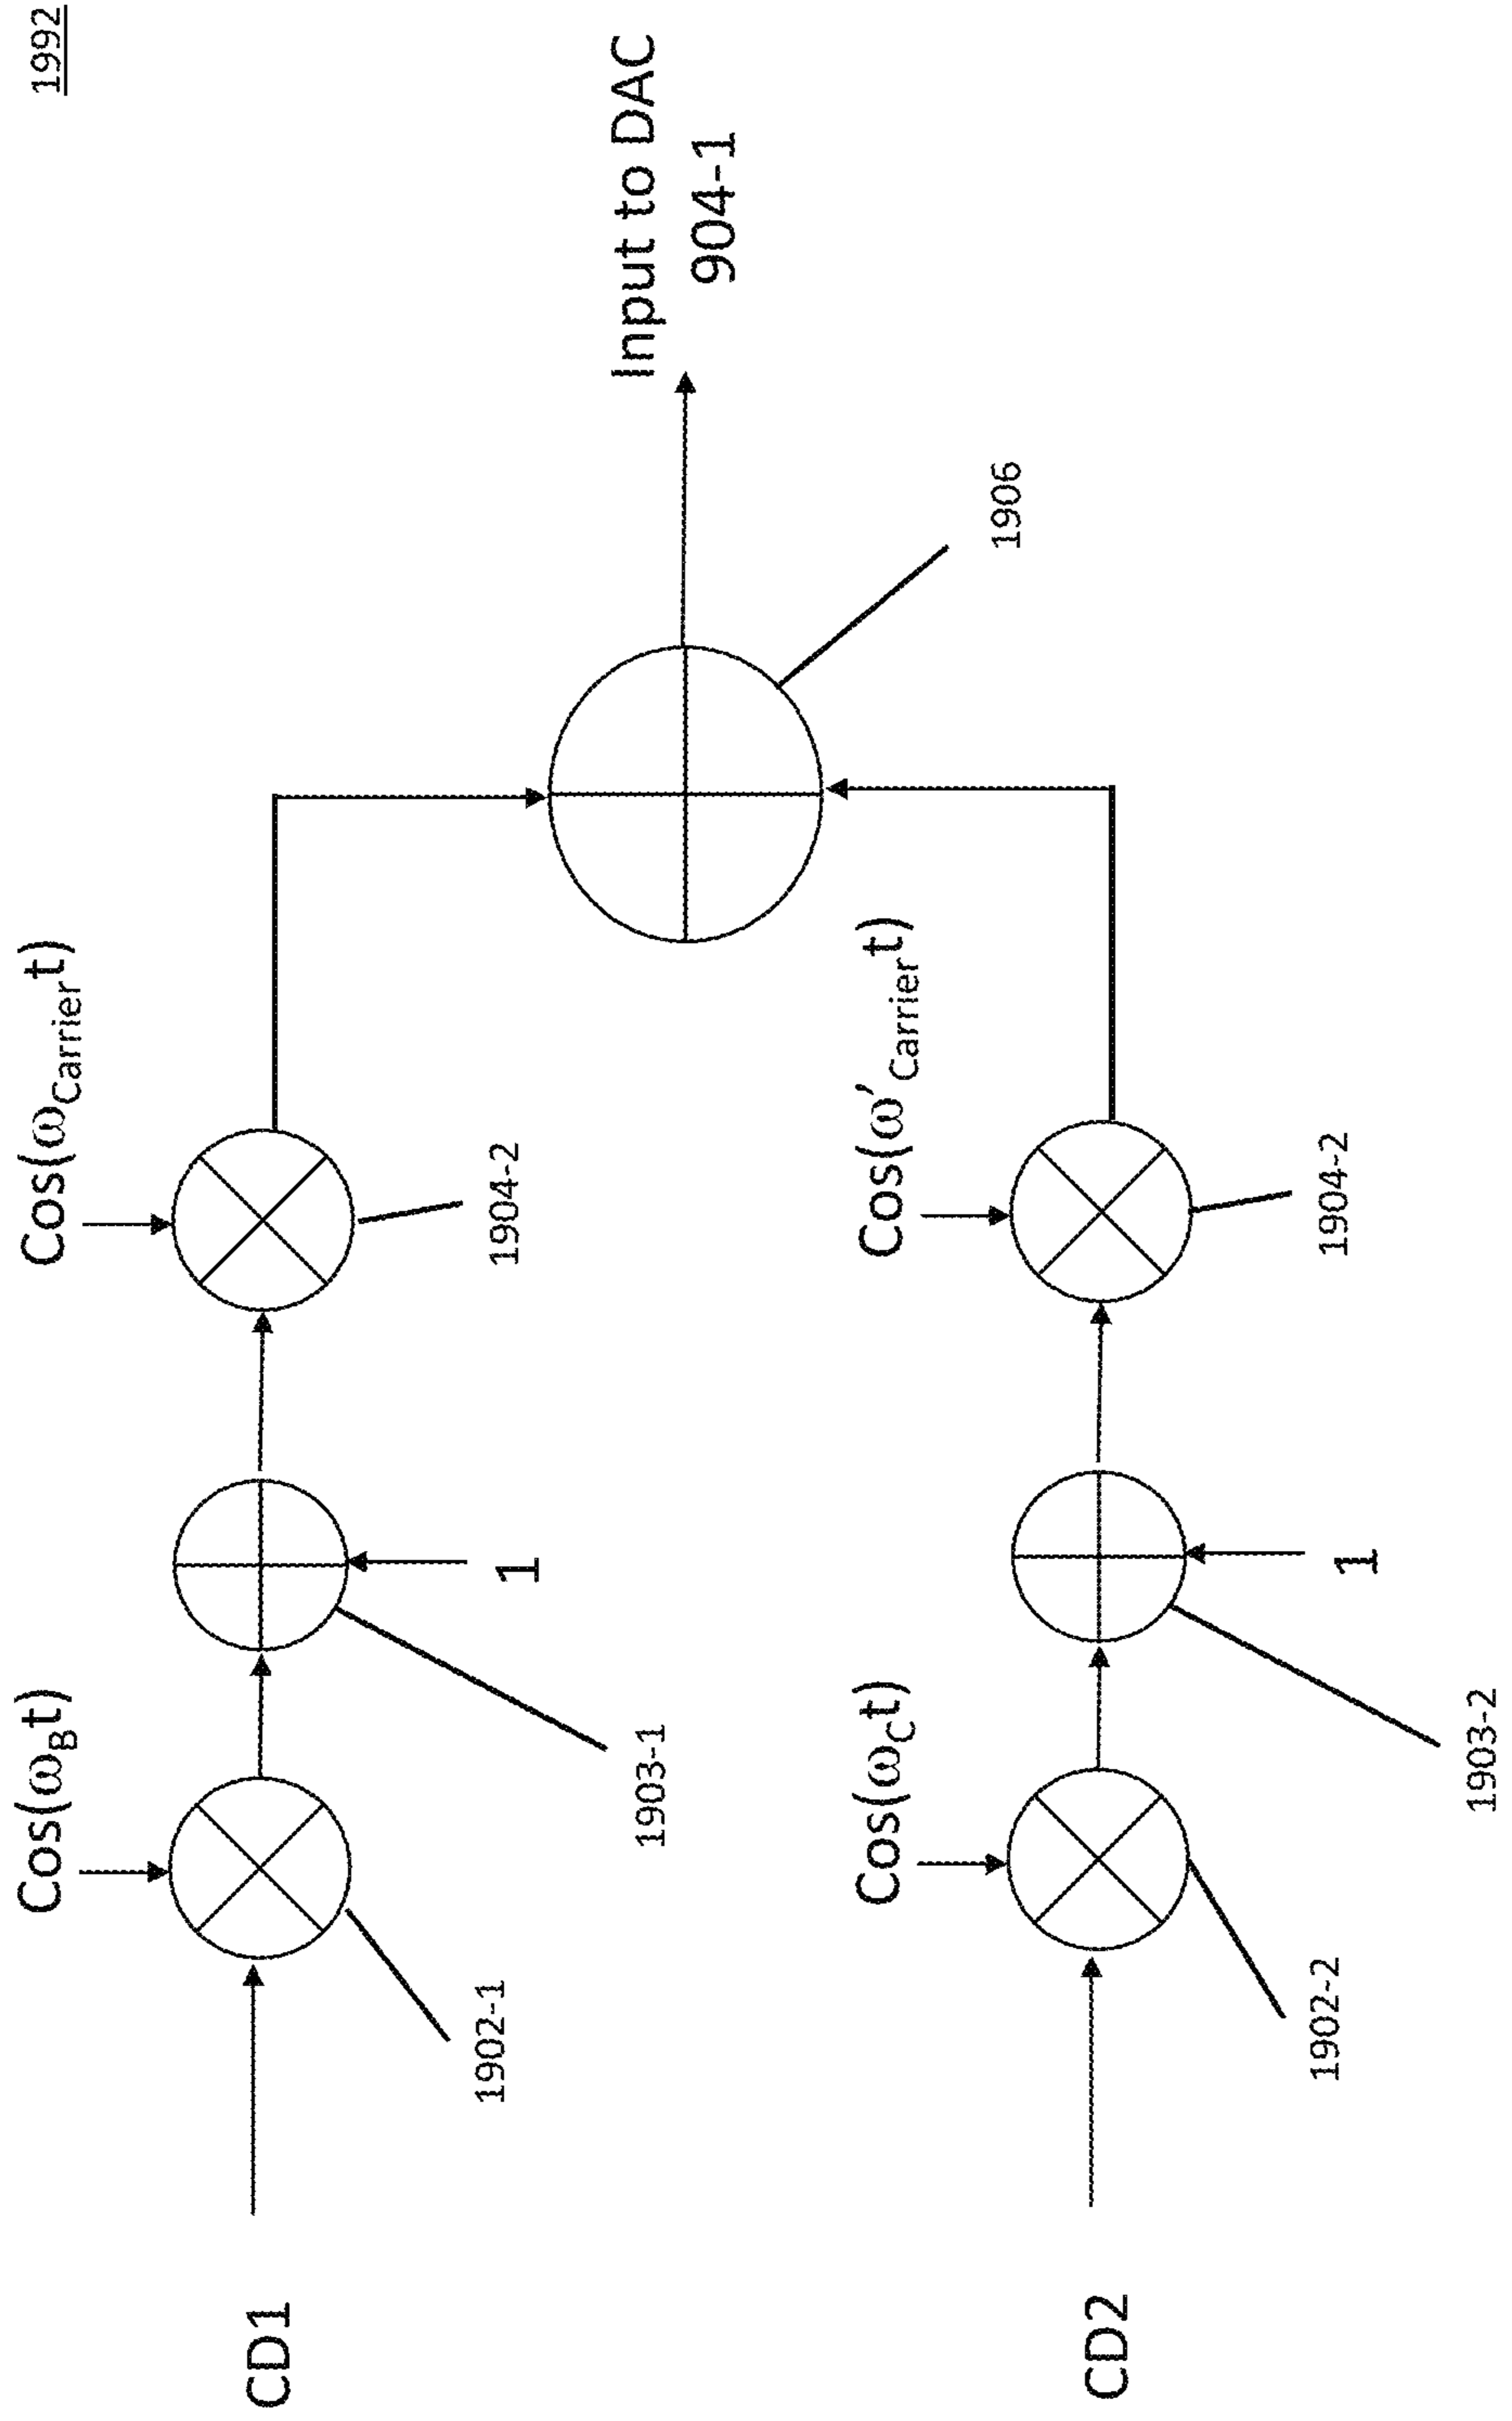 1992
Cos(ωBt)
Cos(ωCarriert)
CD1
1
1902-1
1903-1
1904-2
Input to DAC
904-1
1906
Cos(ωCt)
Cos(ω'Carriert)
CD2
1
1902-2
1903-2
1904-2